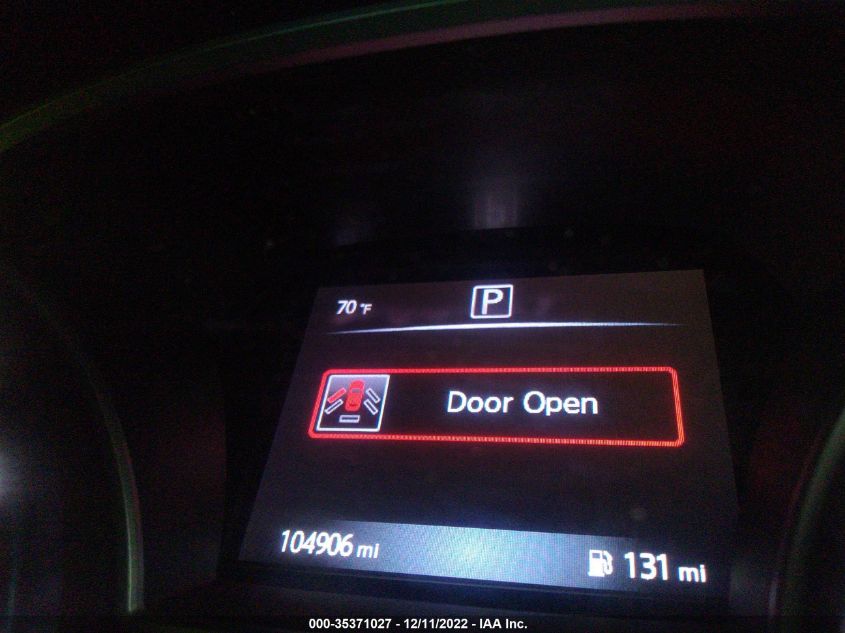 70 °F
P
Door Open
104906 mi
131 mi
000-35371027 - 12/11/2022 - IAA Inc.